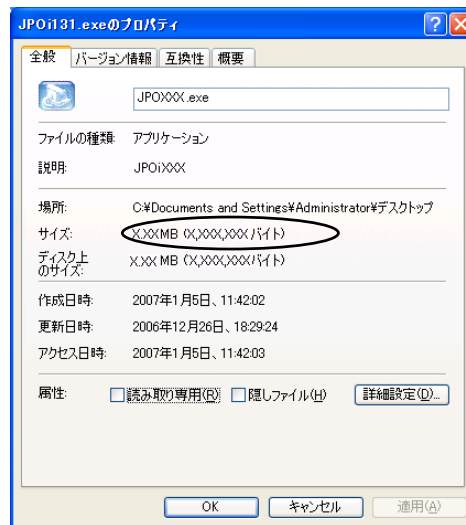 JPOi131.exeのプロパティ
全般 バージョン情報 互換性 概要
JPOXXX.exe
ファイルの種類: アプリケーション
説明: JPOiXXX
場所: C:¥Documents and Settings¥Administrator¥デスクトップ
サイズ: X.XXMB (X,XXX,XXX バイト)
ディスク上
のサイズ: X.XX MB (X,XXX,XXX バイト)
作成日時: 2007年1月5日、11:42:02
更新日時: 2006年12月26日、18:29:24
アクセス日時: 2007年1月5日、11:42:03
属性: 読み取り専用(R) 隠しファイル(H) 詳細設定(D)...
OK キャンセル 適用(A)